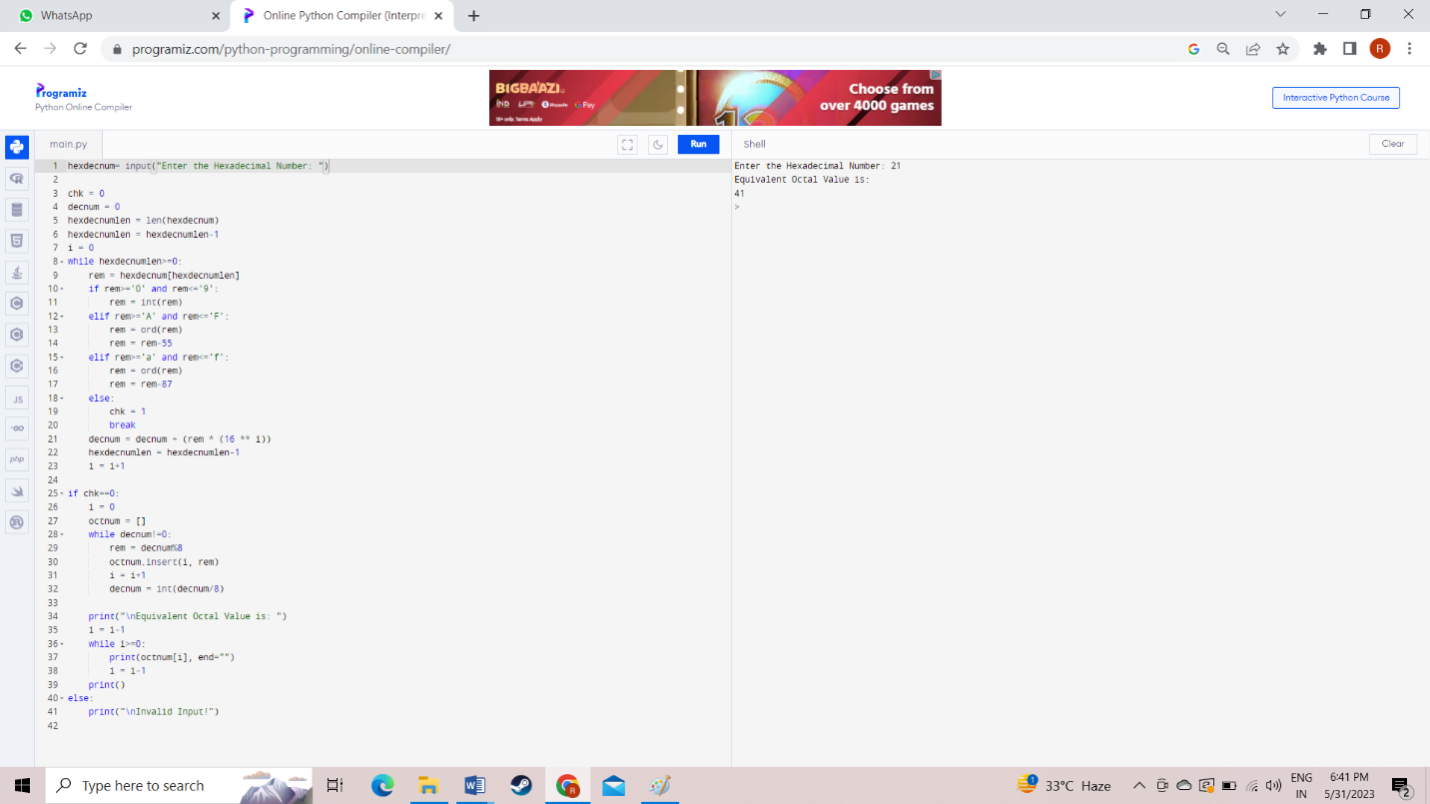 WhatsApp
Online Python Compiler (Interpre
programiz.com/python-programming/online-compiler/
R
Programiz
Python Online Compiler
BIGBAAZI
Pay
18+ only. Terms Apply
Choose from
over 4000 games
Interactive Python Course
main.py
Run
Shell
Clear
1 hexdecnum= input("Enter the Hexadecimal Number: ")
2
3 chk = 0
4 decnum = 0
5 hexdecnumlen = len(hexdecnum)
6 hexdecnumlen = hexdecnumlen-1
7 i = 0
8 while hexdecnumlen>=0:
9     rem = hexdecnum[hexdecnumlen]
10     if rem>='0' and rem<='9':
11         rem = int(rem)
12     elif rem>='A' and rem<='F':
13         rem = ord(rem)
14         rem = rem-55
15     elif rem>='a' and rem<='f':
16         rem = ord(rem)
17         rem = rem-87
18     else:
19         chk = 1
20         break
21     decnum = decnum + (rem * (16 ** i))
22     hexdecnumlen = hexdecnumlen-1
23     i = i+1
24
25 if chk==0:
26     i = 0
27     octnum = []
28     while decnum!=0:
29         rem = decnum%8
30         octnum.insert(i, rem)
31         i = i+1
32         decnum = int(decnum/8)
33
34     print("\nEquivalent Octal Value is: ")
35     i = i-1
36     while i>=0:
37         print(octnum[i], end="")
38         i = i-1
39     print()
40 else:
41     print("\nInvalid Input!")
42
Enter the Hexadecimal Number: 21
Equivalent Octal Value is:
41
>
JS
GO
php
Type here to search
1
33°C Haze
ENG
IN
6:41 PM
5/31/2023
2